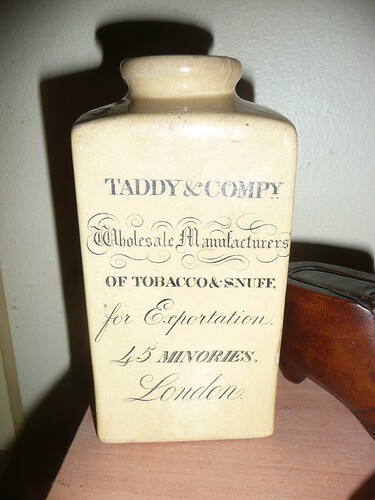 TADDY & COMPY
Wholesale Manufacturers
OF TOBACCO & SNUFF.
for Exportation.
45 MINORIES,
London.